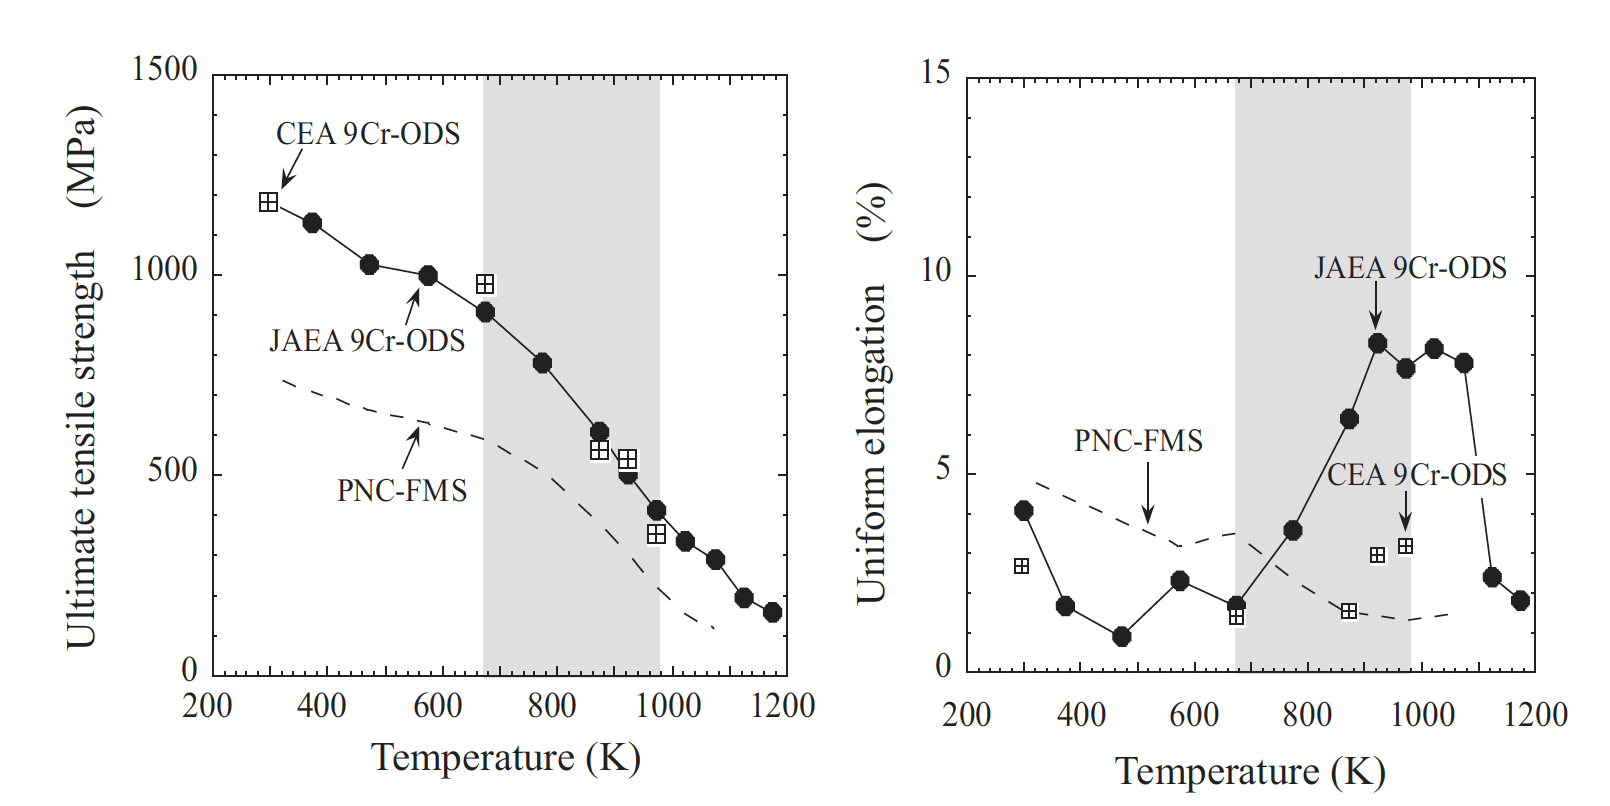 1500
1000
500
0
Ultimate tensile strength (MPa)
CEA 9Cr-ODS
JAEA 9Cr-ODS
PNC-FMS
200 400 600 800 1000 1200
Temperature (K)
15
10
5
0
Uniform elongation (%)
JAEA 9Cr-ODS
PNC-FMS
CEA 9Cr-ODS
200 400 600 800 1000 1200
Temperature (K)